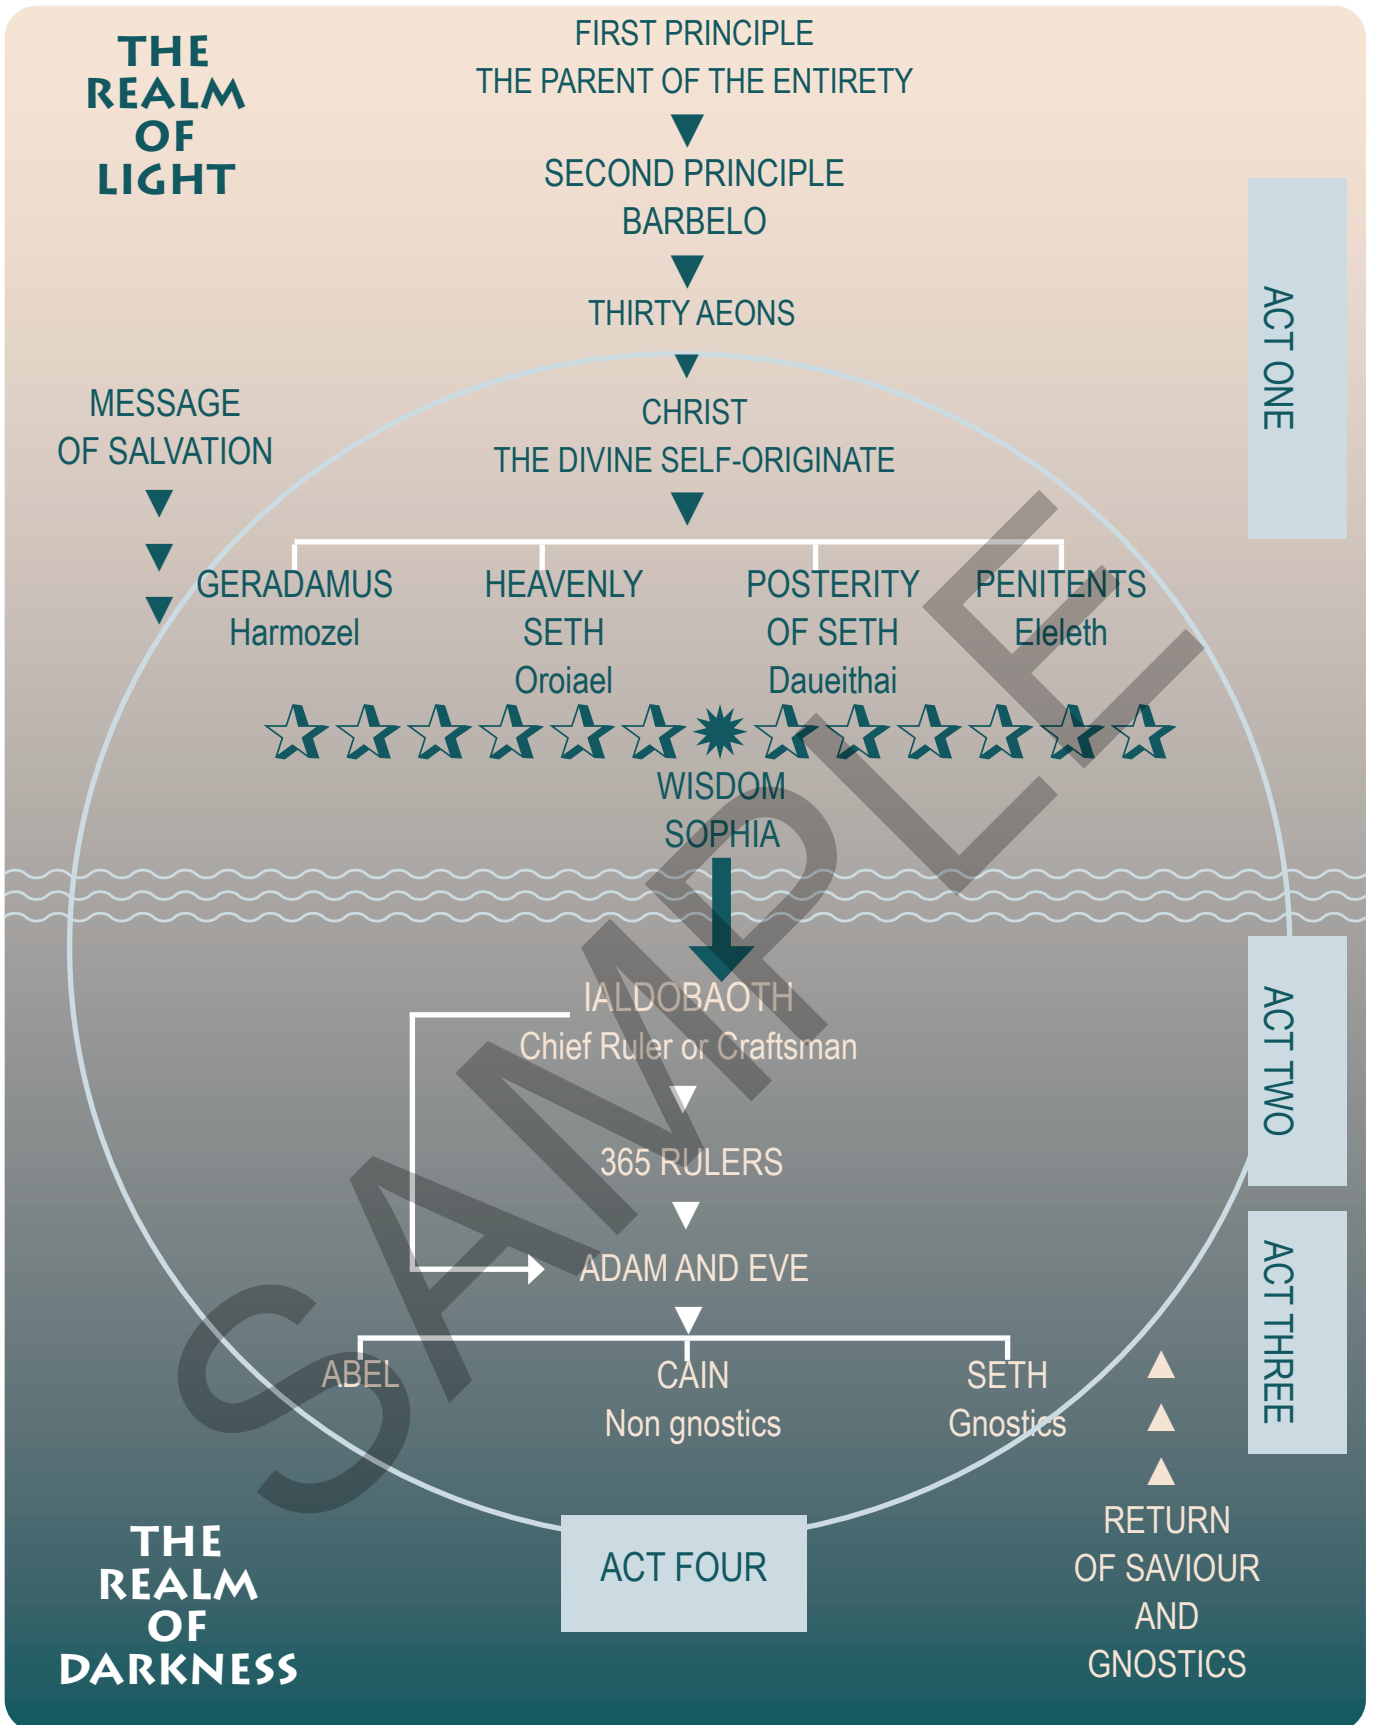 THE
REALM
OF
LIGHT
FIRST PRINCIPLE
THE PARENT OF THE ENTIRETY
SECOND PRINCIPLE
BARBELO
THIRTY AEONS
ACT ONE
MESSAGE
OF SALVATION
CHRIST
THE DIVINE SELF-ORIGINATE
GERADAMUS
Harmozel
HEAVENLY
SETH
Oroiael
POSTERITY
OF SETH
Daueithai
PENITENTS
Eleleth
WISDOM
SOPHIA
IALDOBAOTH
Chief Ruler or Craftsman
ACT TWO
365 RULERS
ADAM AND EVE
ACT THREE
ABEL
CAIN
Non gnostics
SETH
Gnostics
ACT FOUR
RETURN
OF SAVIOUR
AND
GNOSTICS
THE
REALM
OF
DARKNESS
SAMPLE